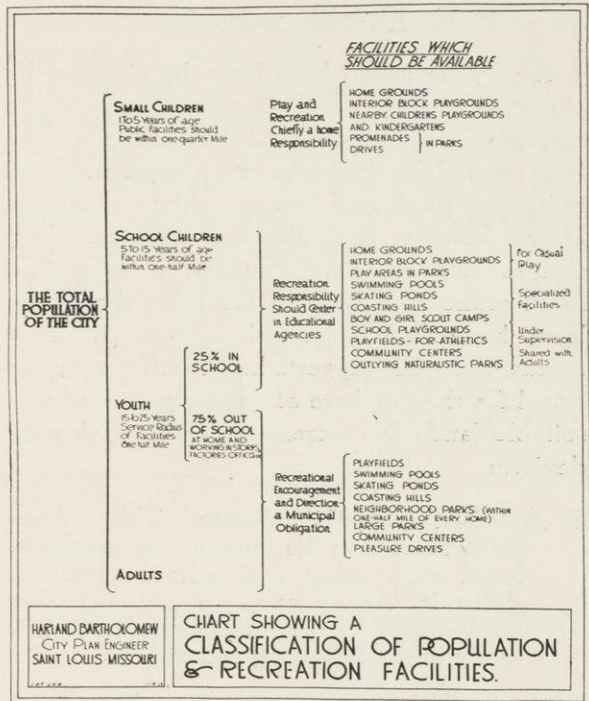 FACILITIES WHICH
SHOULD BE AVAILABLE
SMALL CHILDREN
1 To 5 Years of age
Public Facilities should
be within one-quarter Mile
Play and
Recreation
Chiefly a home
Responsibility
HOME GROUNDS
INTERIOR BLOCK PLAYGROUNDS
NEARBY CHILDRENS PLAYGROUNDS
AND KINDERGARTENS
PROMENADES
DRIVES
IN PARKS
SCHOOL CHILDREN
5 To 15 Years of age
Facilities should be
within one-half Mile
Recreation
Responsibility
Should Center
in Educational
Agencies
HOME GROUNDS
INTERIOR BLOCK PLAYGROUNDS
PLAY AREAS IN PARKS
SWIMMING POOLS
SKATING PONDS
COASTING HILLS
BOY AND GIRL SCOUT CAMPS
SCHOOL PLAYGROUNDS
PLAYFIELDS - FOR ATHLETICS
COMMUNITY CENTERS
OUTLYING NATURALISTIC PARKS
For Casual
Play
Specialized
Facilities
Under
Supervision
Shared with
Adults
THE TOTAL
POPULATION
OF THE CITY
25% IN
SCHOOL
YOUTH
15 to 25 Years
Service Radius
of Facilities
one half Mile
75% OUT
OF SCHOOL
AT HOME AND
WORKING IN STORES,
FACTORIES
Recreational
Encouragement
and Direction
a Municipal
Obligation
PLAYFIELDS
SWIMMING POOLS
SKATING PONDS
COASTING HILLS
NEIGHBORHOOD PARKS (WITHIN
ONE-HALF MILE OF EVERY HOME)
LARGE PARKS
COMMUNITY CENTERS
PLEASURE DRIVES
ADULTS
HARLAND BARTHOLOMEW
CITY PLAN ENGINEER
SAINT LOUIS MISSOURI
CHART SHOWING A
CLASSIFICATION OF POPULATION
& RECREATION FACILITIES.